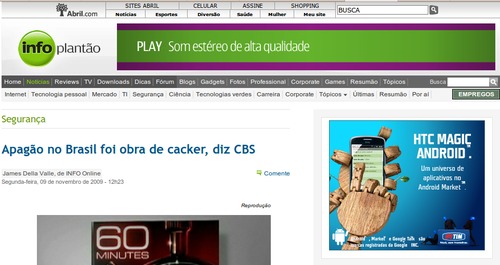 Abril.com
SITES ABRIL
CELULAR
ASSINE
SHOPPING
Notícias
Esportes
Diversão
Saúde
Mulher
Meu site
BUSCA
info plantão
PLAY Som estéreo de alta qualidade
Home Notícias Reviews TV Downloads Dicas Fórum Blogs Gadgets Fotos Professional Corporate Games Resumão Tópicos
Busca
Internet Tecnologia pessoal Mercado TI Segurança Ciência Tecnologias verdes Carreira Tópicos Últimas Resumão Por aí
EMPREGOS
Segurança
Apagão no Brasil foi obra de cacker, diz CBS
James Della Valle, de INFO Online
Segunda-feira, 09 de novembro de 2009 - 12h23
Comente
Reprodução
60
MINUTES
HTC MAGIC
ANDROID.
Um universo de
aplicativos no
Android Market
TIM